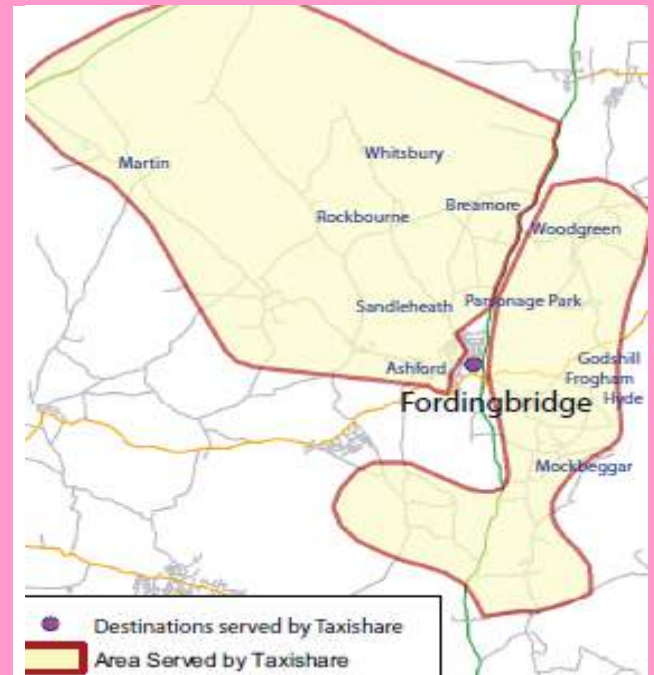 Martin
Whitsbury
Breamore
Rockbourne
Woodgreen
Sandleheath
Parsonage Park
Ashford
Godshill
Frogham
Hyde
Fordingbridge
Mockbeggar
Destinations served by Taxishare
Area Served by Taxishare